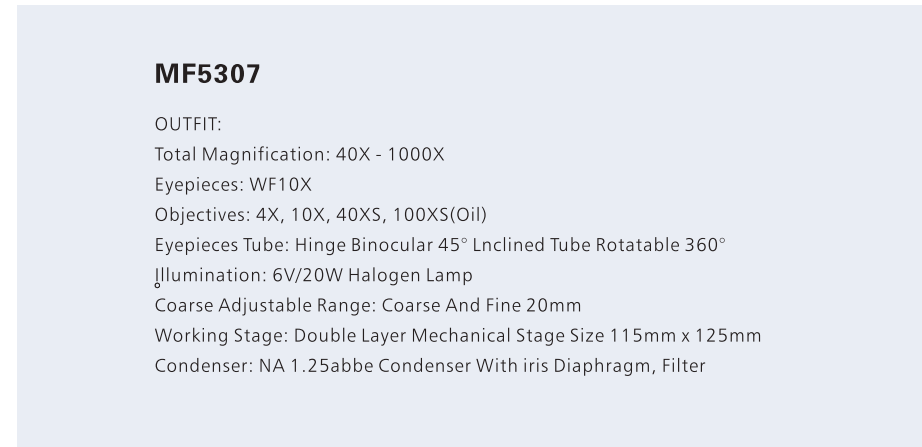 MF5307
OUTFIT:
Total Magnification: 40X - 1000X
Eyepieces: WF10X
Objectives: 4X, 10X, 40XS, 100XS(Oil)
Eyepieces Tube: Hinge Binocular 45° Lnclined Tube Rotatable 360°
Illumination: 6V/20W Halogen Lamp
Coarse Adjustable Range: Coarse And Fine 20mm
Working Stage: Double Layer Mechanical Stage Size 115mm x 125mm
Condenser: NA 1.25abbe Condenser With iris Diaphragm, Filter